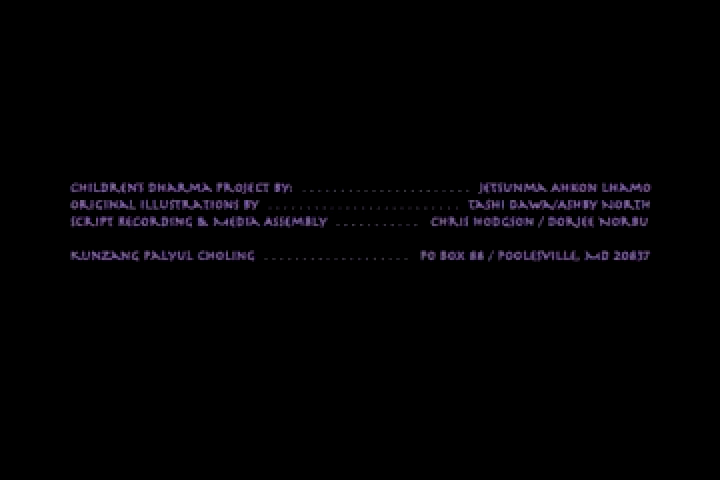 CHILDREN'S DHARMA PROJECT BY: ....................... JETSUNMA AHKON LHAMO
ORIGINAL ILLUSTRATIONS BY ......................... TASHI DAWA/ASHBY NORTH
SCRIPT RECORDING & MEDIA ASSEMBLY ........... CHRIS HODGSON / DORJEE NORBU
KUNZANG PALYUL CHOLING ................... PO BOX 88 / POOLESVILLE, MD 20837